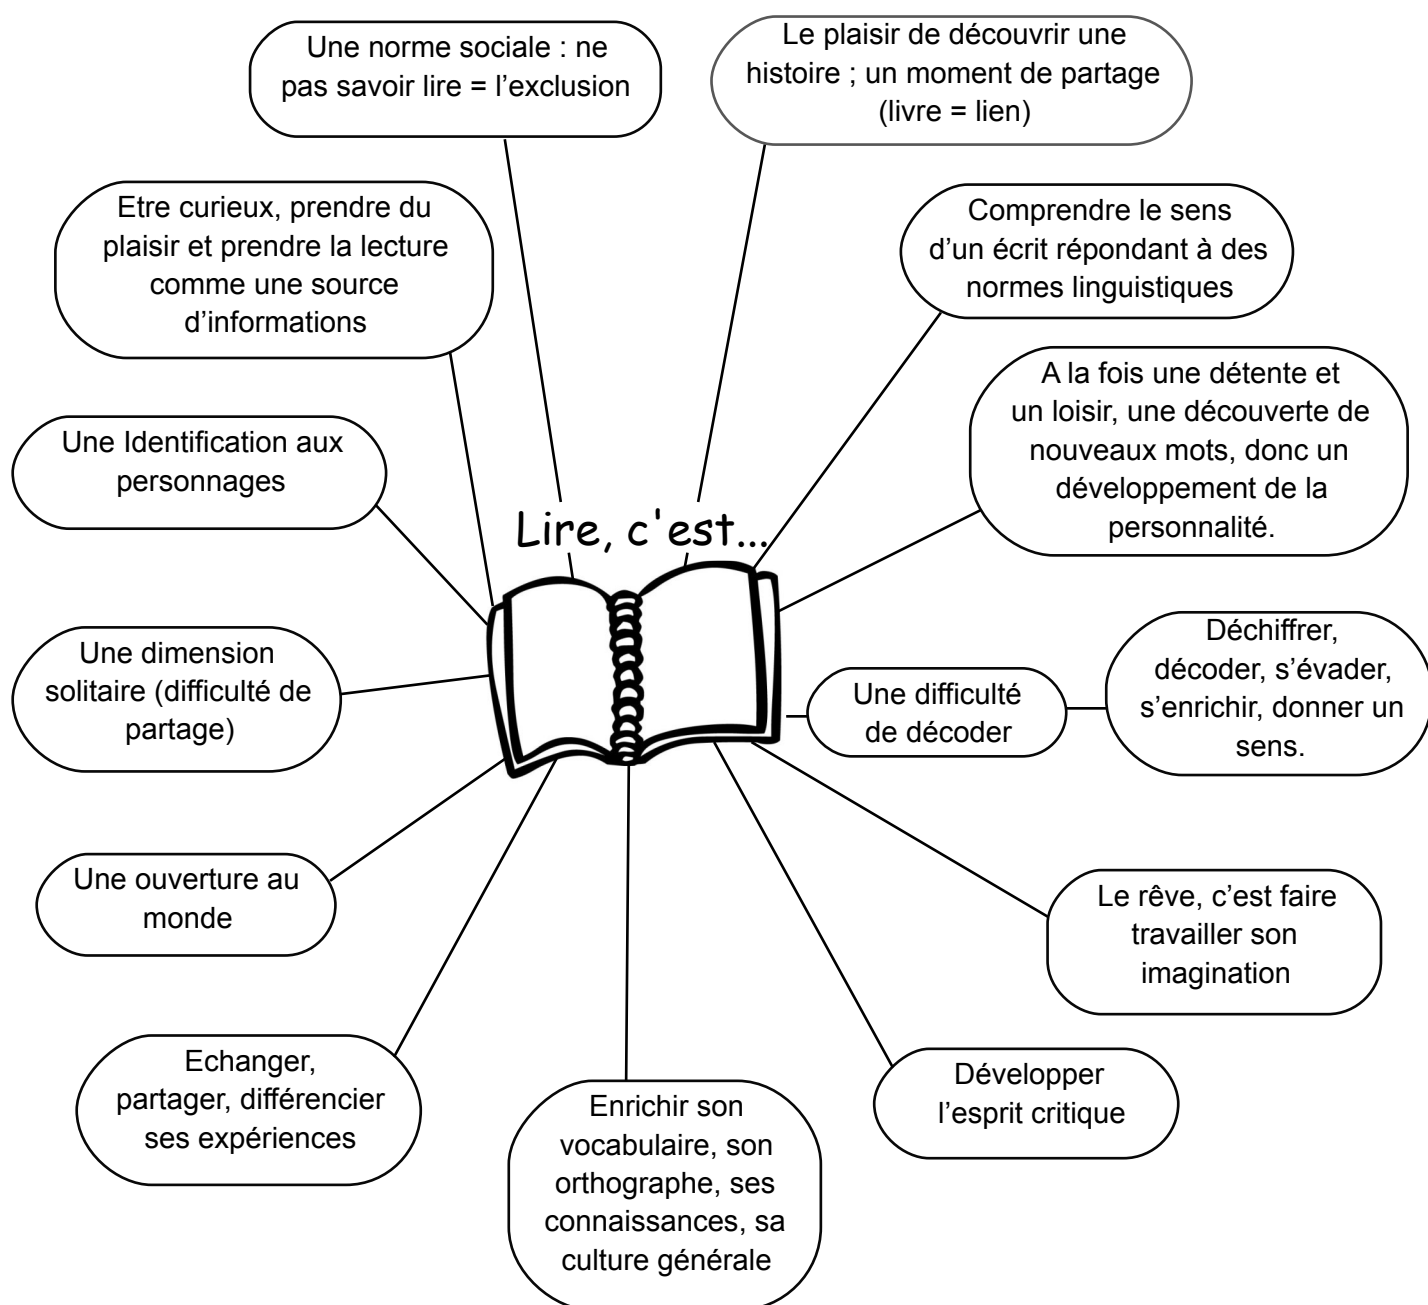 Une norme sociale : ne
pas savoir lire = l’exclusion
Le plaisir de découvrir une
histoire ; un moment de partage
(livre = lien)
Etre curieux, prendre du
plaisir et prendre la lecture
comme une source
d’informations
Comprendre le sens
d’un écrit répondant à des
normes linguistiques
A la fois une détente et
un loisir, une découverte de
nouveaux mots, donc un
développement de la
personnalité.
Une Identification aux
personnages
Lire, c'est...
Une dimension
solitaire (difficulté de
partage)
Une difficulté
de décoder
Déchiffrer,
décoder, s’évader,
s’enrichir, donner un
sens.
Une ouverture au
monde
Le rêve, c’est faire
travailler son
imagination
Echanger,
partager, différencier
ses expériences
Enrichir son
vocabulaire, son
orthographe, ses
connaissances, sa
culture générale
Développer
l’esprit critique